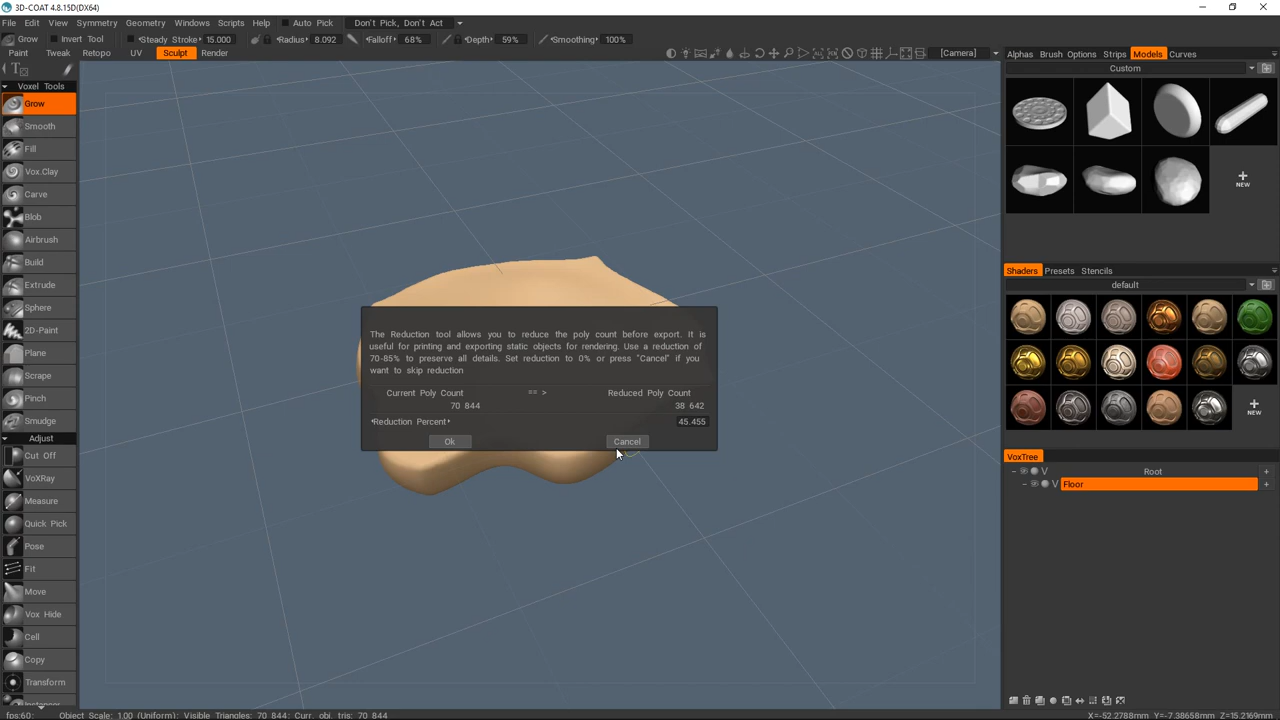 3D-COAT 4.8.15D(DX64)
File Edit View Symmetry Geometry Windows Scripts Help Auto Pick Don't Pick, Don't Act
Grow Invert Tool Steady Stroke 15.000 Radius 8.092 Falloff 68% Depth 59% Smoothing 100%
Paint Tweak Retopo UV Sculpt Render [Camera]
Voxel Tools
Grow
Smooth
Fill
Vox.Clay
Carve
Blob
Airbrush
Build
Extrude
Sphere
2D-Paint
Plane
Scrape
Pinch
Smudge
Adjust
Cut Off
VoXRay
Measure
Quick Pick
Pose
Fit
Move
Vox Hide
Cell
Copy
Transform
The Reduction tool allows you to reduce the poly count before export. It is
useful for printing and exporting static objects for rendering. Use a reduction of
70-85% to preserve all details. Set reduction to 0% or press "Cancel" if you
want to skip reduction
Current Poly Count == > Reduced Poly Count
70 844 38 642
Reduction Percent 45.455
Ok Cancel
Alphas Brush Options Strips Models Curves
Custom
+
NEW
Shaders Presets Stencils
default
+
NEW
VoxTree
– V Root +
– V Floor +
fps:60; Object Scale: 1.00 (Uniform); Visible Triangles: 70 844; Curr. obj. tris: 70 844 X=-52.2788mm Y=-7.38658mm Z=15.2169mm